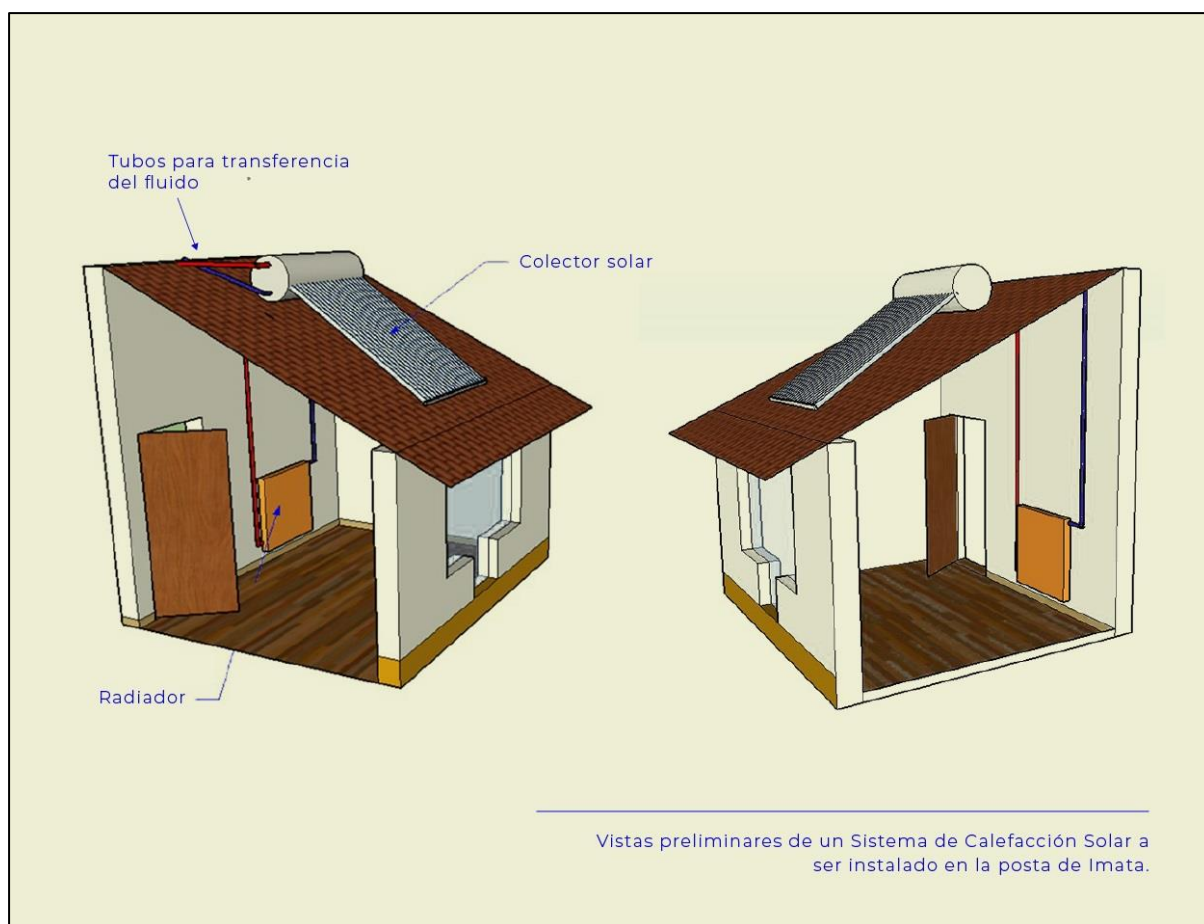 Tubos para transferencia
del fluido
Colector solar
Radiador
Vistas preliminares de un Sistema de Calefacción Solar a
ser instalado en la posta de Imata.